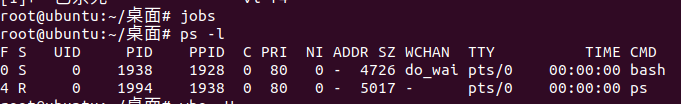 root@ubuntu:~/桌面# jobs
root@ubuntu:~/桌面# ps -l
F S   UID    PID   PPID  C PRI  NI ADDR SZ WCHAN  TTY          TIME CMD
0 S     0   1938   1928  0  80   0 -  4726 do_wai pts/0    00:00:00 bash
4 R     0   1994   1938  0  80   0 -  5017 -      pts/0    00:00:00 ps